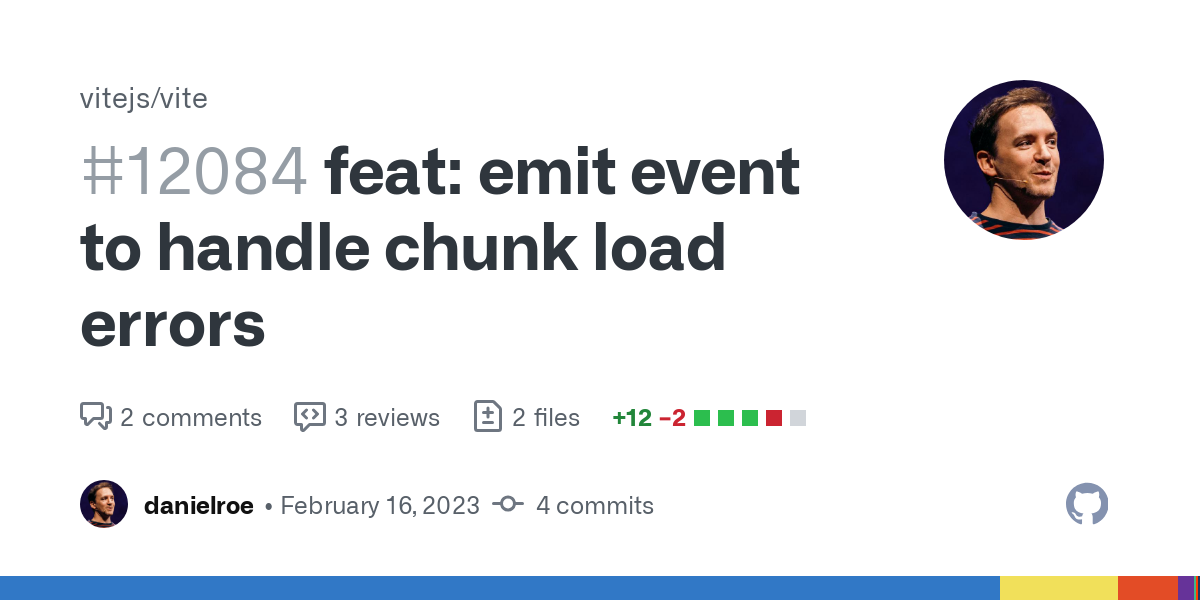 vitejs/vite
#12084 feat: emit event
to handle chunk load
errors
2 comments 3 reviews 2 files +12 −2
danielroe • February 16, 2023 4 commits